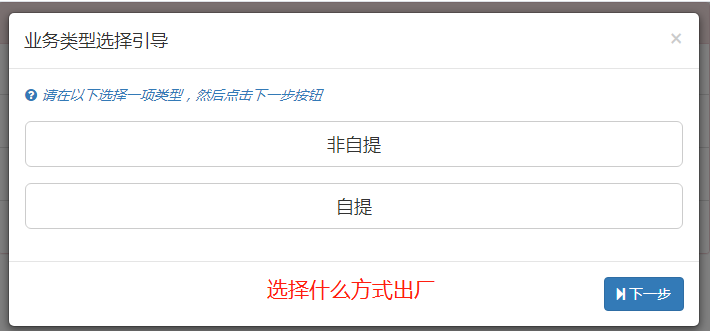 业务类型选择引导
×
请在以下选择一项类型，然后点击下一步按钮
非自提
自提
选择什么方式出厂
下一步